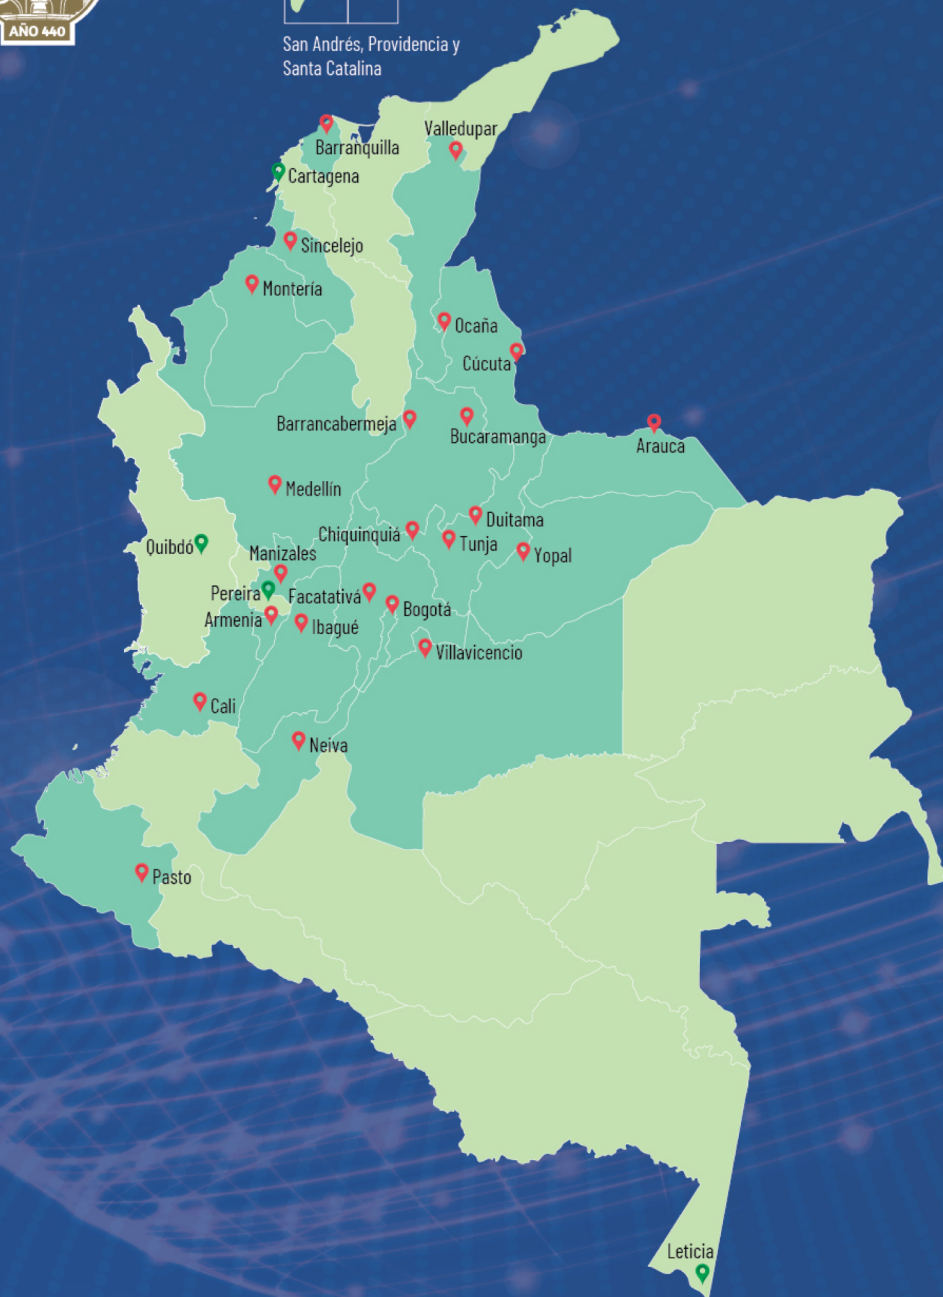 AÑO 440
San Andrés, Providencia y
Santa Catalina
Valledupar
Barranquilla
Cartagena
Sincelejo
Montería
Ocaña
Cúcuta
Barrancabermeja
Bucaramanga
Arauca
Medellín
Duitama
Chiquinquiá
Tunja
Quibdó
Manizales
Yopal
Pereira
Facatativá
Bogotá
Armenia
Ibagué
Villavicencio
Cali
Neiva
Pasto
Leticia